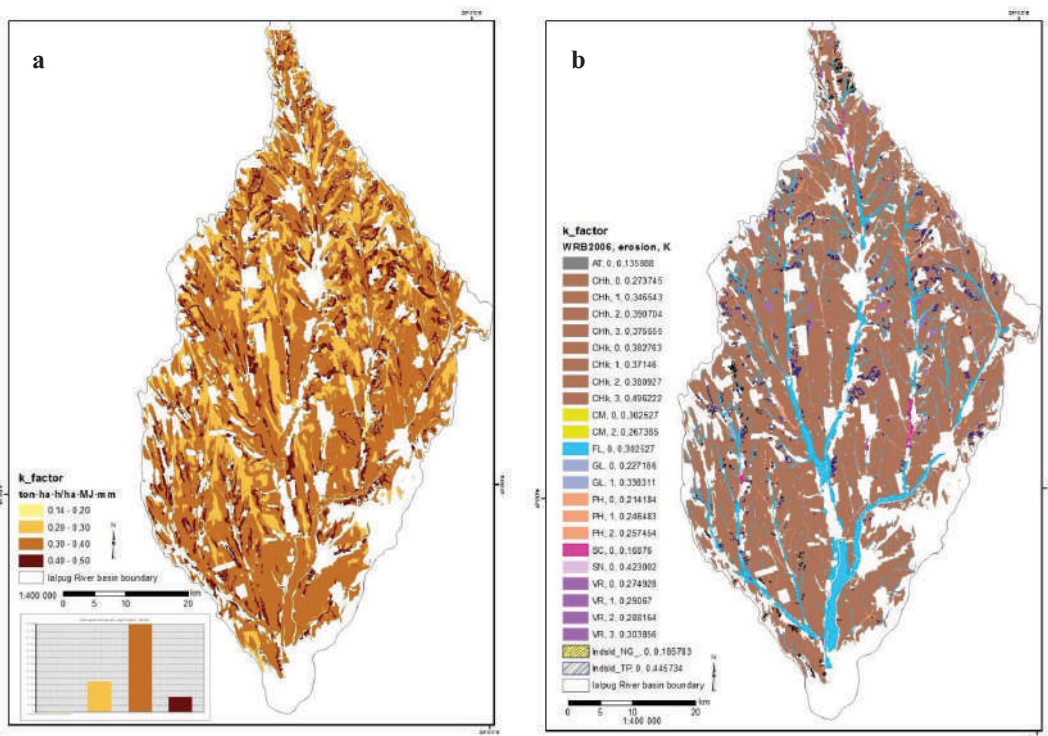 a
k_factor
ton-ha-h/ha-MJ-mm
0.14 - 0.20
0.20 - 0.30
0.30 - 0.40
0.40 - 0.50
Ialpug River basin boundary
N
1:400 000
0 5 10 20
km
b
k_factor
WRB2006, erosion, K
AT, 0, 0,135888
CHh, 0, 0,273745
CHh, 1, 0,346543
CHh, 2, 0,390704
CHh, 3, 0,375555
CHk, 0, 0,382763
CHk, 1, 0,37146
CHk, 2, 0,380927
CHk, 3, 0,496222
CM, 0, 0,302527
CM, 2, 0,267385
FL, 0, 0,302527
GL, 0, 0,227186
GL, 1, 0,338311
PH, 0, 0,214184
PH, 1, 0,246483
PH, 2, 0,257454
SC, 0, 0,16876
SN, 0, 0,423002
VR, 0, 0,274928
VR, 1, 0,29067
VR, 2, 0,288164
VR, 3, 0,303856
lndsld_NG_, 0, 0,185783
lndsld_TP, 0, 0,445734
Ialpug River basin boundary
N
0 5 10 20
km
1:400 000